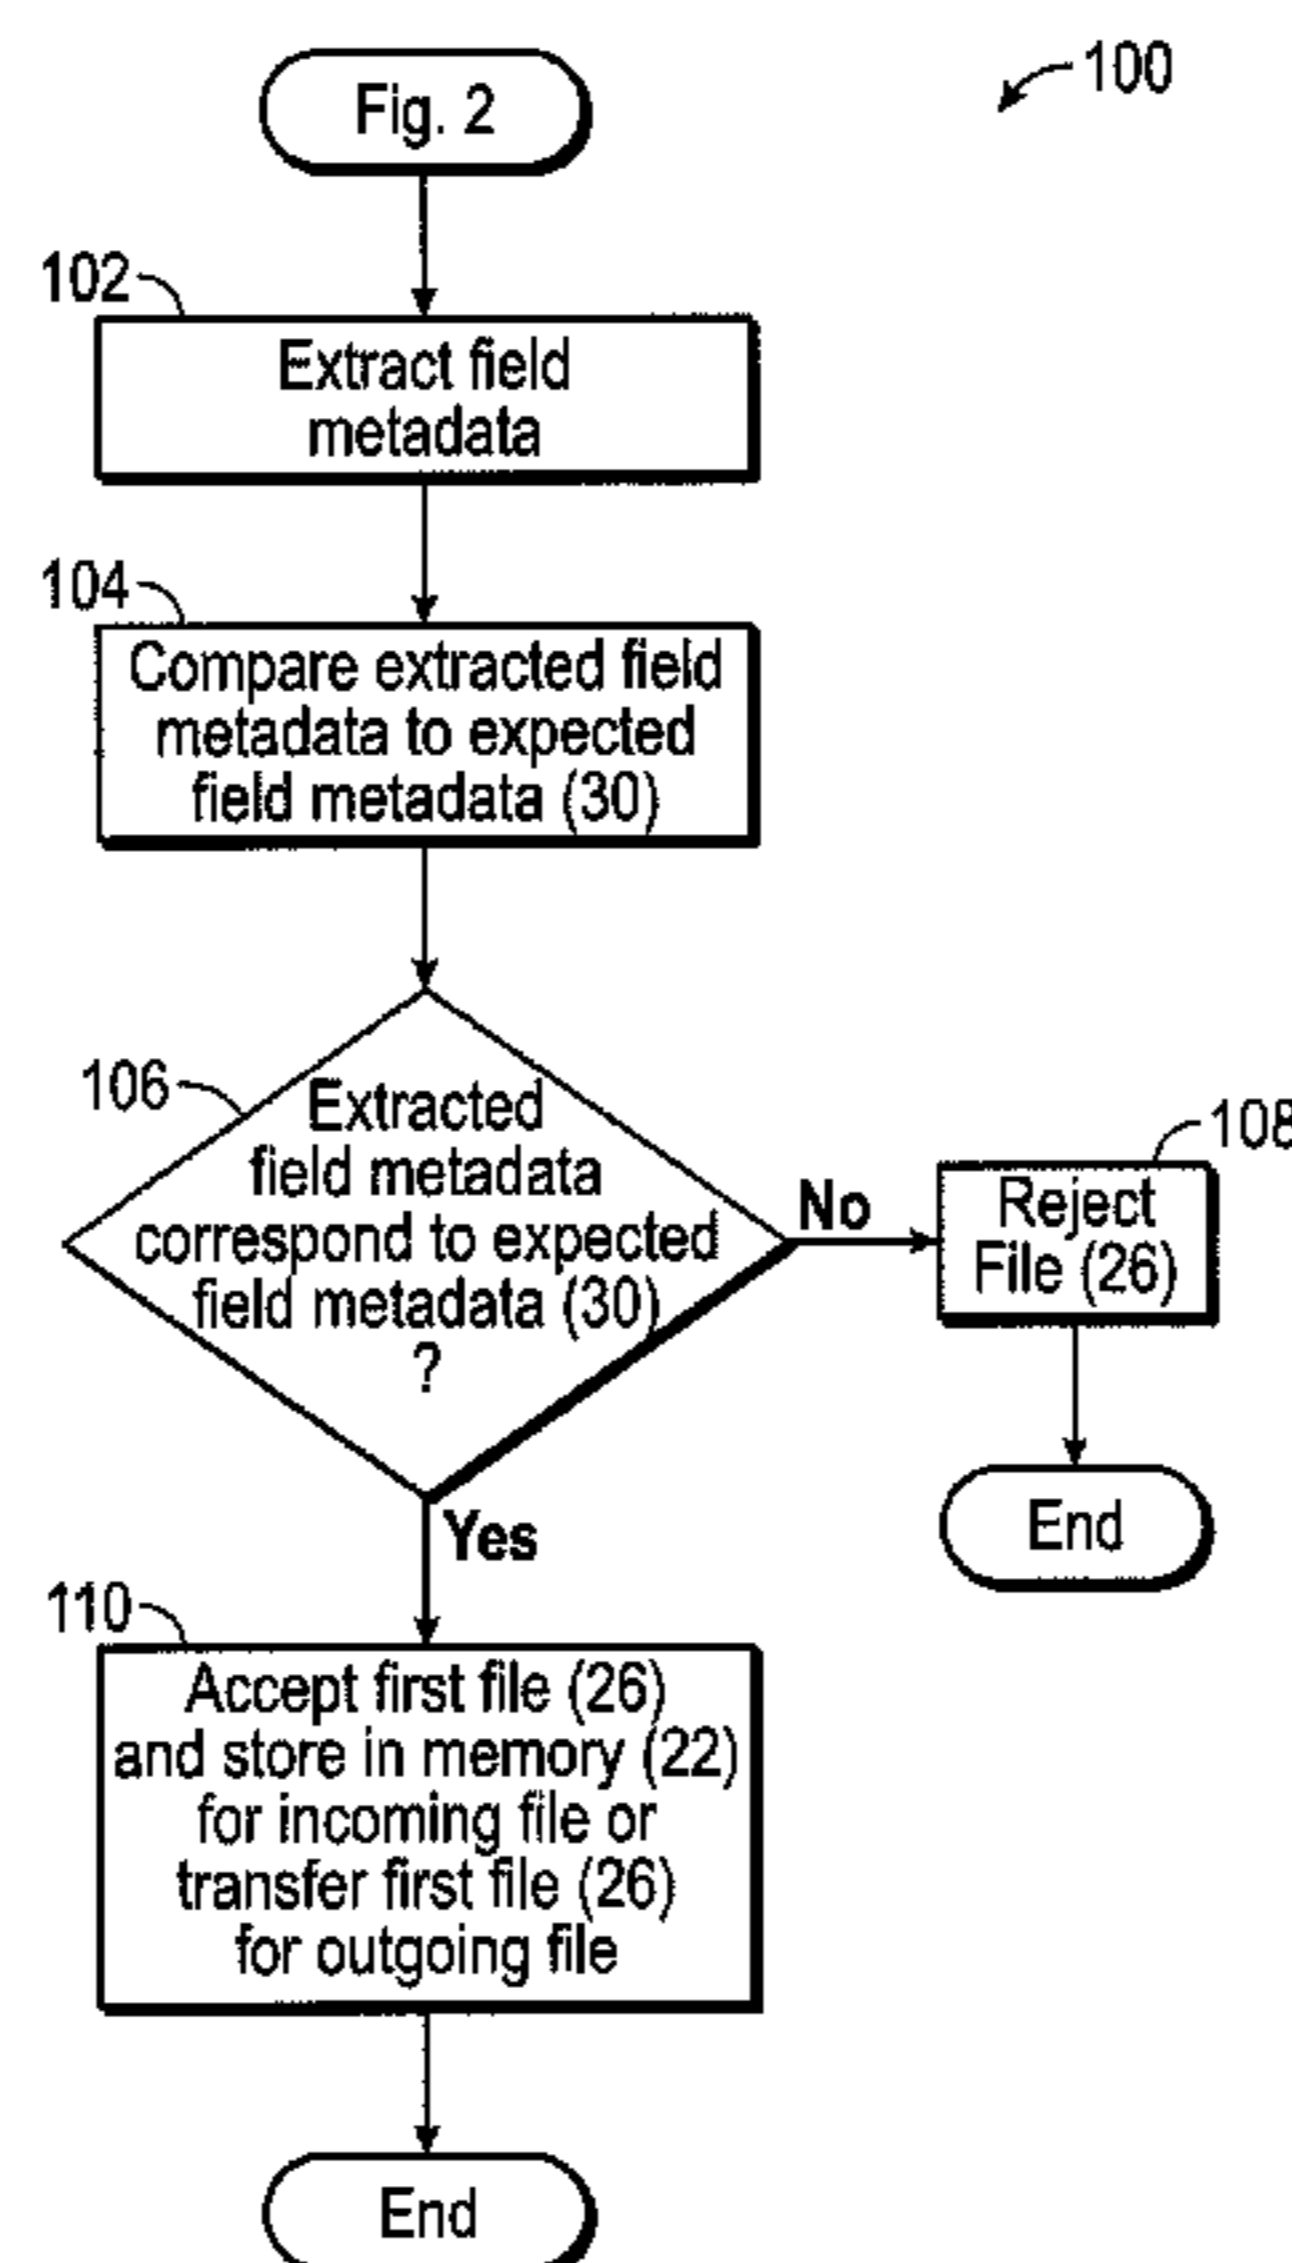 Fig. 2
100
102
Extract field
metadata
104
Compare extracted field
metadata to expected
field metadata (30)
106
Extracted
field metadata
correspond to expected
field metadata (30)
?
No
108
Reject
File (26)
End
Yes
110
Accept first file (26)
and store in memory (22)
for incoming file or
transfer first file (26)
for outgoing file
End